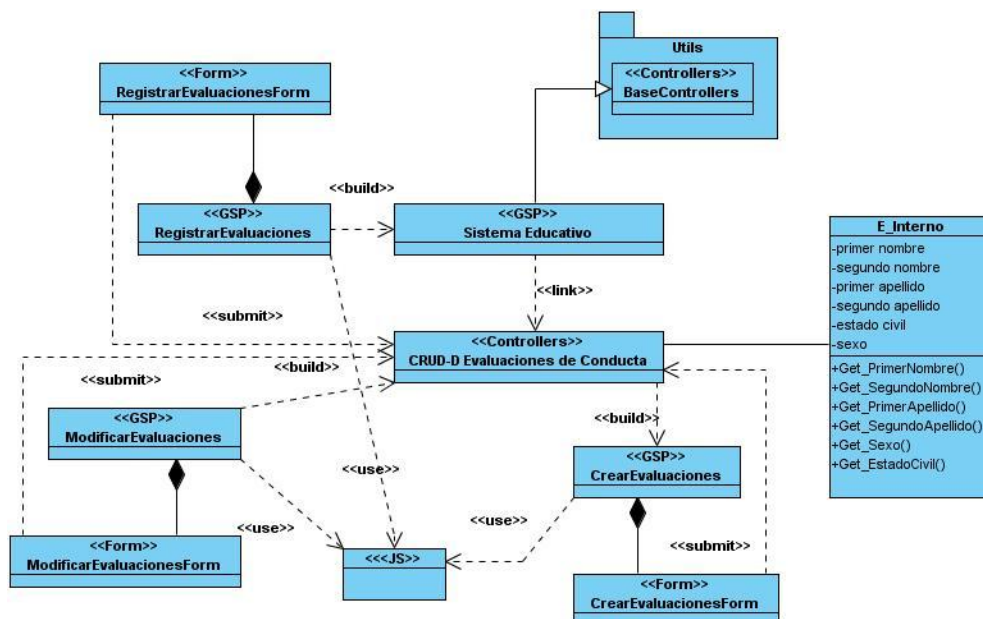 Utils
<<Controllers>>
BaseControllers
<<Form>>
RegistrarEvaluacionesForm
<<build>>
<<GSP>>
RegistrarEvaluaciones
<<GSP>>
Sistema Educativo
E_Interno
-primer nombre
-segundo nombre
-primer apellido
-segundo apellido
-estado civil
-sexo
+Get_PrimerNombre()
+Get_SegundoNombre()
+Get_PrimerApellido()
+Get_SegundoApellido()
+Get_Sexo()
+Get_EstadoCivil()
<<link>>
<<submit>>
<<Controllers>>
CRUD-D Evaluaciones de Conducta
<<build>>
<<submit>>
<<GSP>>
ModificarEvaluaciones
<<build>>
<<GSP>>
CrearEvaluaciones
<<use>>
<<use>>
<<use>>
<<Form>>
ModificarEvaluacionesForm
<<<JS>>
<<submit>>
<<Form>>
CrearEvaluacionesForm